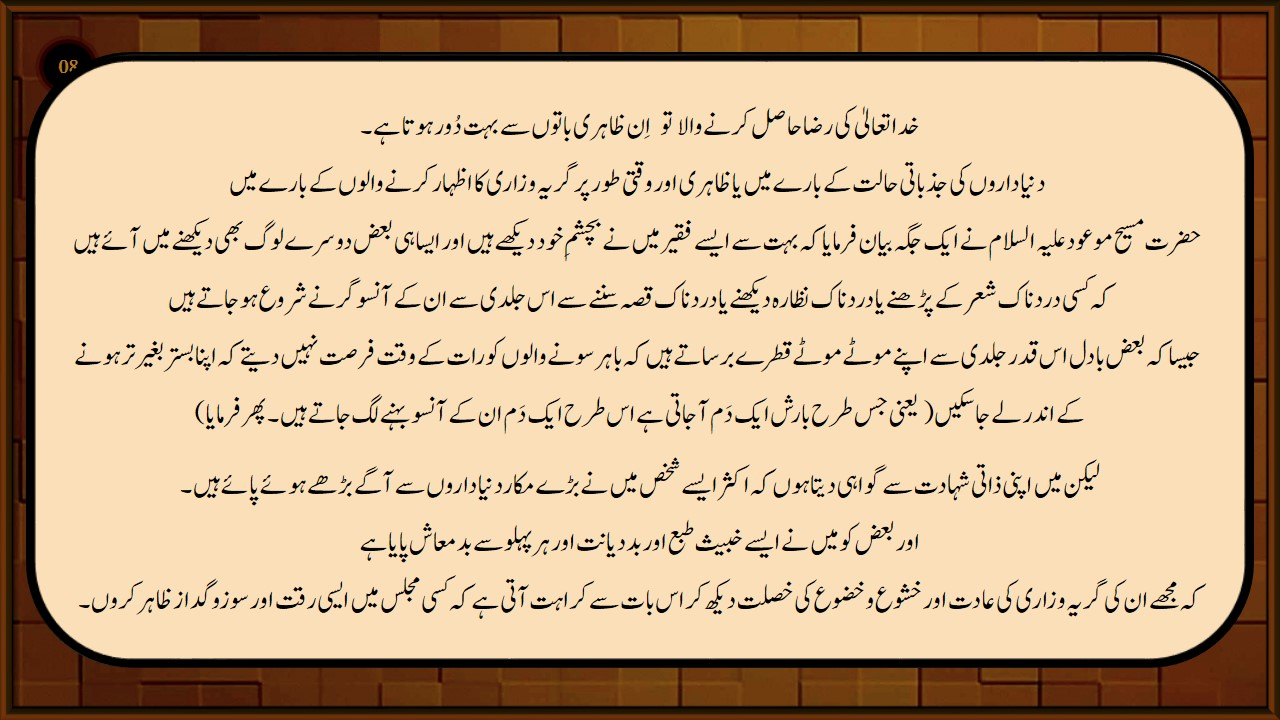 08
خدا تعالیٰ کی رضا حاصل کرنے والا تو اِن ظاہری باتوں سے بہت دُور ہوتا ہے۔
دنیاداروں کی جذباتی حالت کے بارے میں یا ظاہری اور وقتی طور پر گریہ وزاری کا اظہار کرنے والوں کے بارے میں
حضرت مسیح موعود علیہ السلام نے ایک جگہ بیان فرمایا کہ بہت سے ایسے فقیر میں نے بچشمِ خود دیکھے ہیں اور ایسا ہی بعض دوسرے لوگ بھی دیکھنے میں آئے ہیں
کہ کسی دردناک شعر کے پڑھنے یا دردناک نظارہ دیکھنے یا دردناک قصہ سننے سے اس جلدی سے ان کے آنسو گرنے شروع ہو جاتے ہیں
جیسا کہ بعض بادل اس قدر جلدی سے اپنے موٹے موٹے قطرے برساتے ہیں کہ باہر سونے والوں کو رات کے وقت فرصت نہیں دیتے کہ اپنا بستر بغیر تر ہونے
کے اندر لے جاسکیں( یعنی جس طرح بارش ایک دَم آ جاتی ہے اس طرح ایک دَم ان کے آنسو بہنے لگ جاتے ہیں۔ پھر فرمایا)
لیکن میں اپنی ذاتی شہادت سے گواہی دیتا ہوں کہ اکثر ایسے شخص میں نے بڑے مکار دنیاداروں سے آگے بڑھے ہوئے پائے ہیں۔
اور بعض کو میں نے ایسے خبیث طبع اور بد دیانت اور ہر پہلو سے بدمعاش پایا ہے
کہ مجھے ان کی گریہ وزاری کی عادت اور خشوع و خضوع کی خصلت دیکھ کر اس بات سے کراہت آتی ہے کہ کسی مجلس میں ایسی رقت اور سوزوگداز ظاہر کروں۔